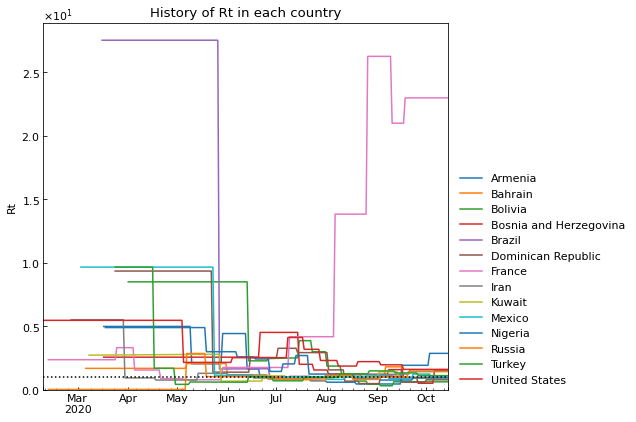 History of Rt in each country
×10¹
2.5
2.0
1.5
1.0
0.5
0.0
Rt
Mar
2020
Apr
May
Jun
Jul
Aug
Sep
Oct
Armenia
Bahrain
Bolivia
Bosnia and Herzegovina
Brazil
Dominican Republic
France
Iran
Kuwait
Mexico
Nigeria
Russia
Turkey
United States